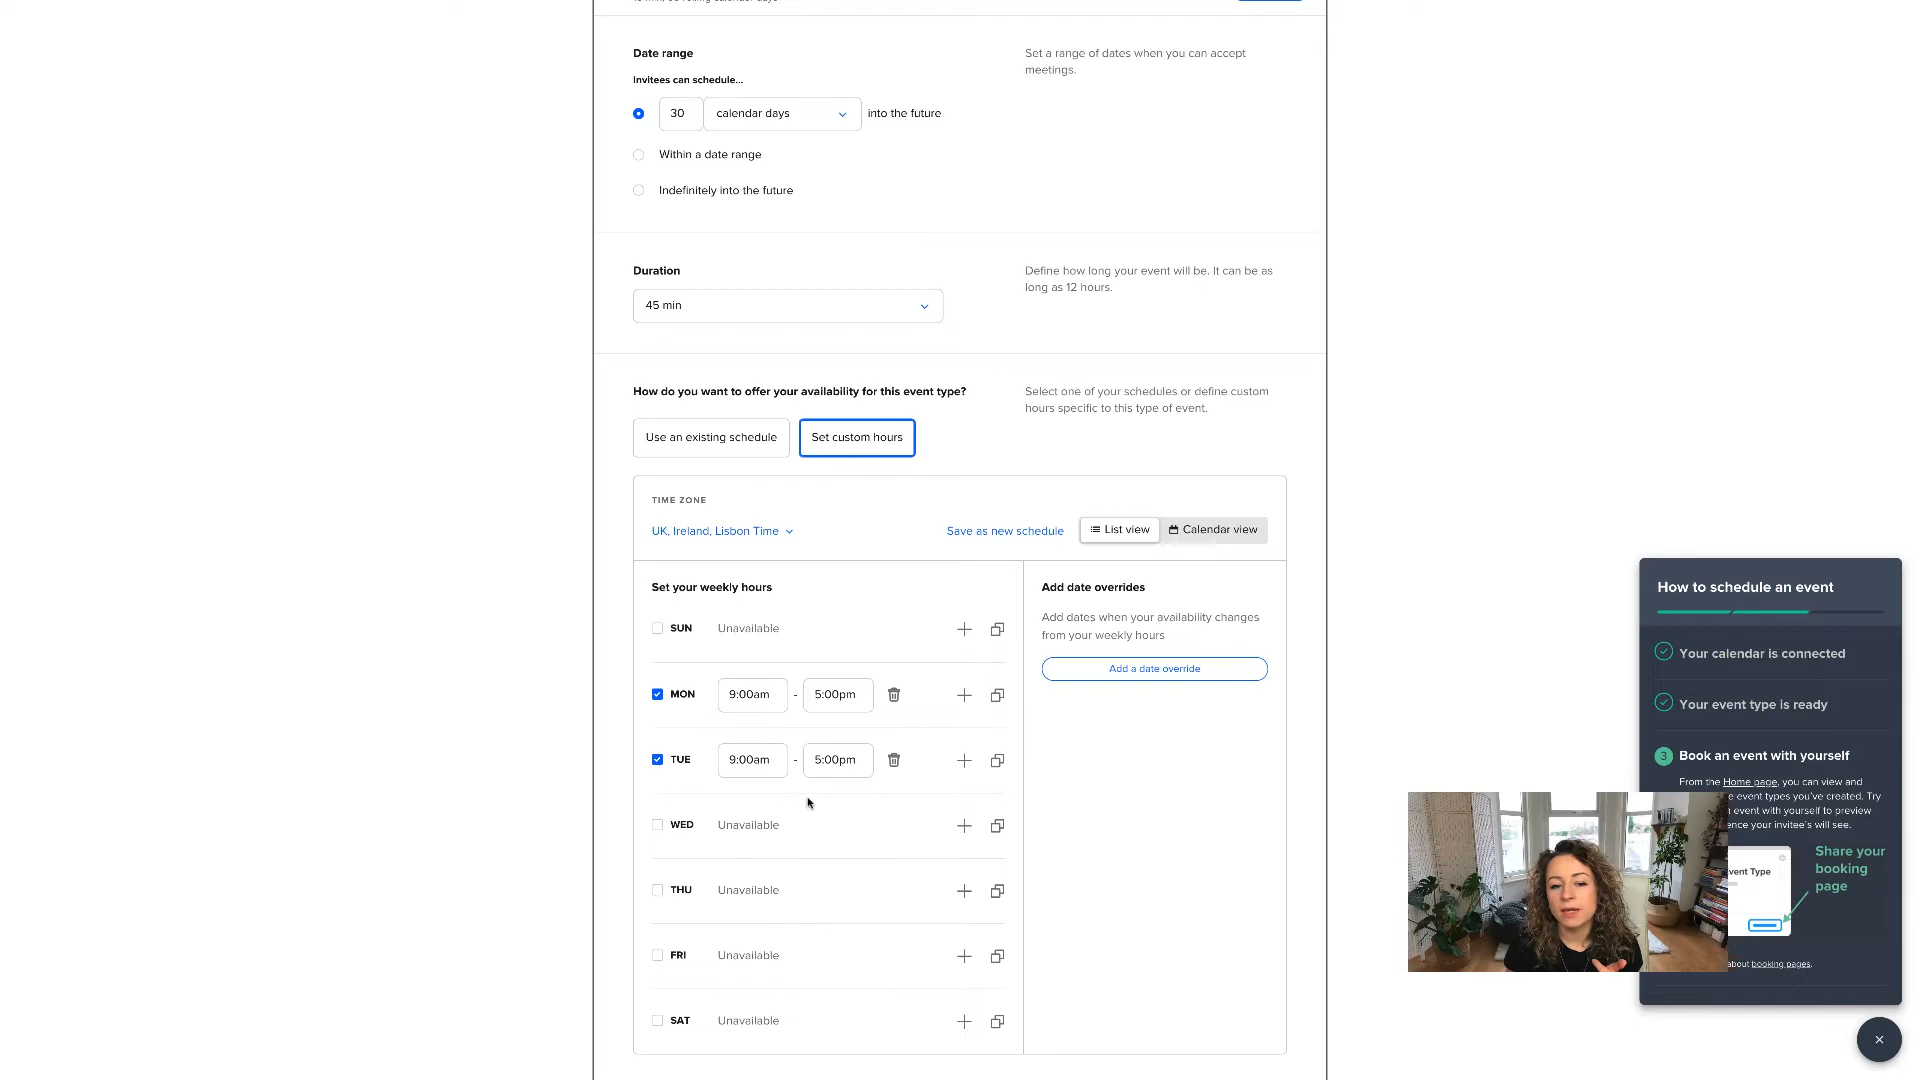 Date range
Set a range of dates when you can accept
meetings.
Invitees can schedule...
30
calendar days
into the future
Within a date range
Indefinitely into the future
Duration
Define how long your event will be. It can be as
long as 12 hours.
45 min
How do you want to offer your availability for this event type?
Select one of your schedules or define custom
hours specific to this type of event.
Use an existing schedule
Set custom hours
TIME ZONE
UK, Ireland, Lisbon Time
Save as new schedule
List view
Calendar view
Set your weekly hours
SUN
Unavailable
MON
9:00am - 5:00pm
TUE
9:00am - 5:00pm
WED
Unavailable
THU
Unavailable
FRI
Unavailable
SAT
Unavailable
Add date overrides
Add dates when your availability changes
from your weekly hours
Add a date override
How to schedule an event
Your calendar is connected
Your event type is ready
3
Book an event with yourself
From the Home page, you can view and
e event types you've created. Try
event with yourself to preview
ence your invitee's will see.
vent Type
Share your
booking
page
about booking pages.